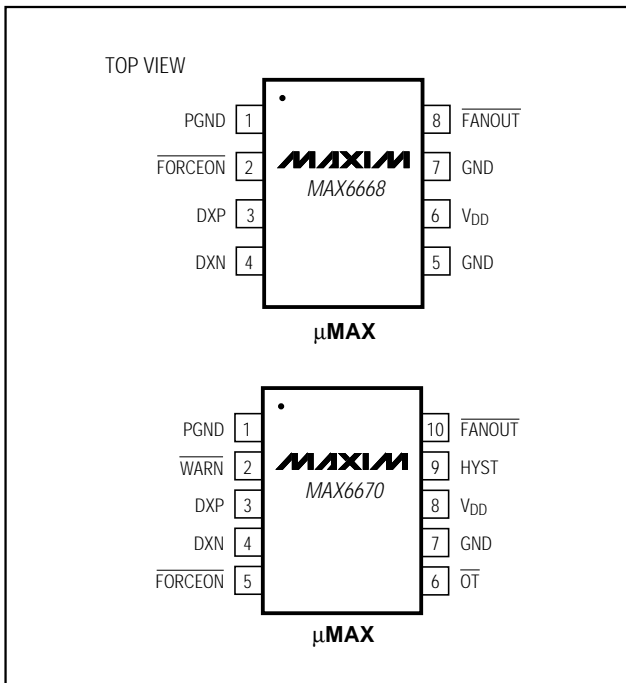 TOP VIEW
PGND 1 8 FANOUT
FORCEON 2 MAXIM 7 GND
MAX6668
DXP 3 6 VDD
DXN 4 5 GND
μMAX
PGND 1 10 FANOUT
WARN 2 MAXIM 9 HYST
MAX6670
DXP 3 8 VDD
DXN 4 7 GND
FORCEON 5 6 OT
μMAX